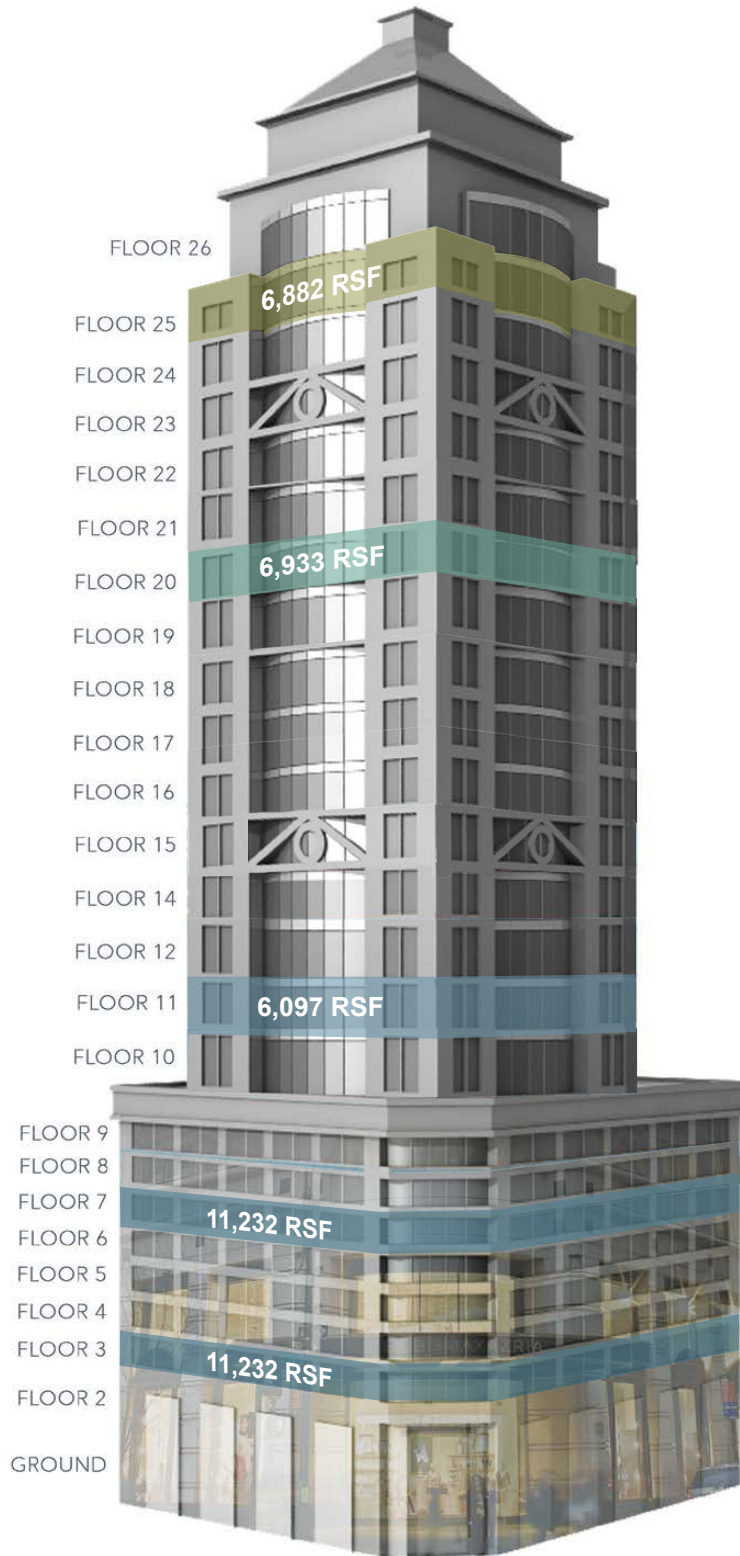 FLOOR 26
6,882 RSF
FLOOR 25
FLOOR 24
FLOOR 23
FLOOR 22
FLOOR 21
6,933 RSF
FLOOR 20
FLOOR 19
FLOOR 18
FLOOR 17
FLOOR 16
FLOOR 15
FLOOR 14
FLOOR 12
FLOOR 11
6,097 RSF
FLOOR 10
FLOOR 9
FLOOR 8
FLOOR 7
11,232 RSF
FLOOR 6
FLOOR 5
FLOOR 4
FLOOR 3
11,232 RSF
FLOOR 2
GROUND